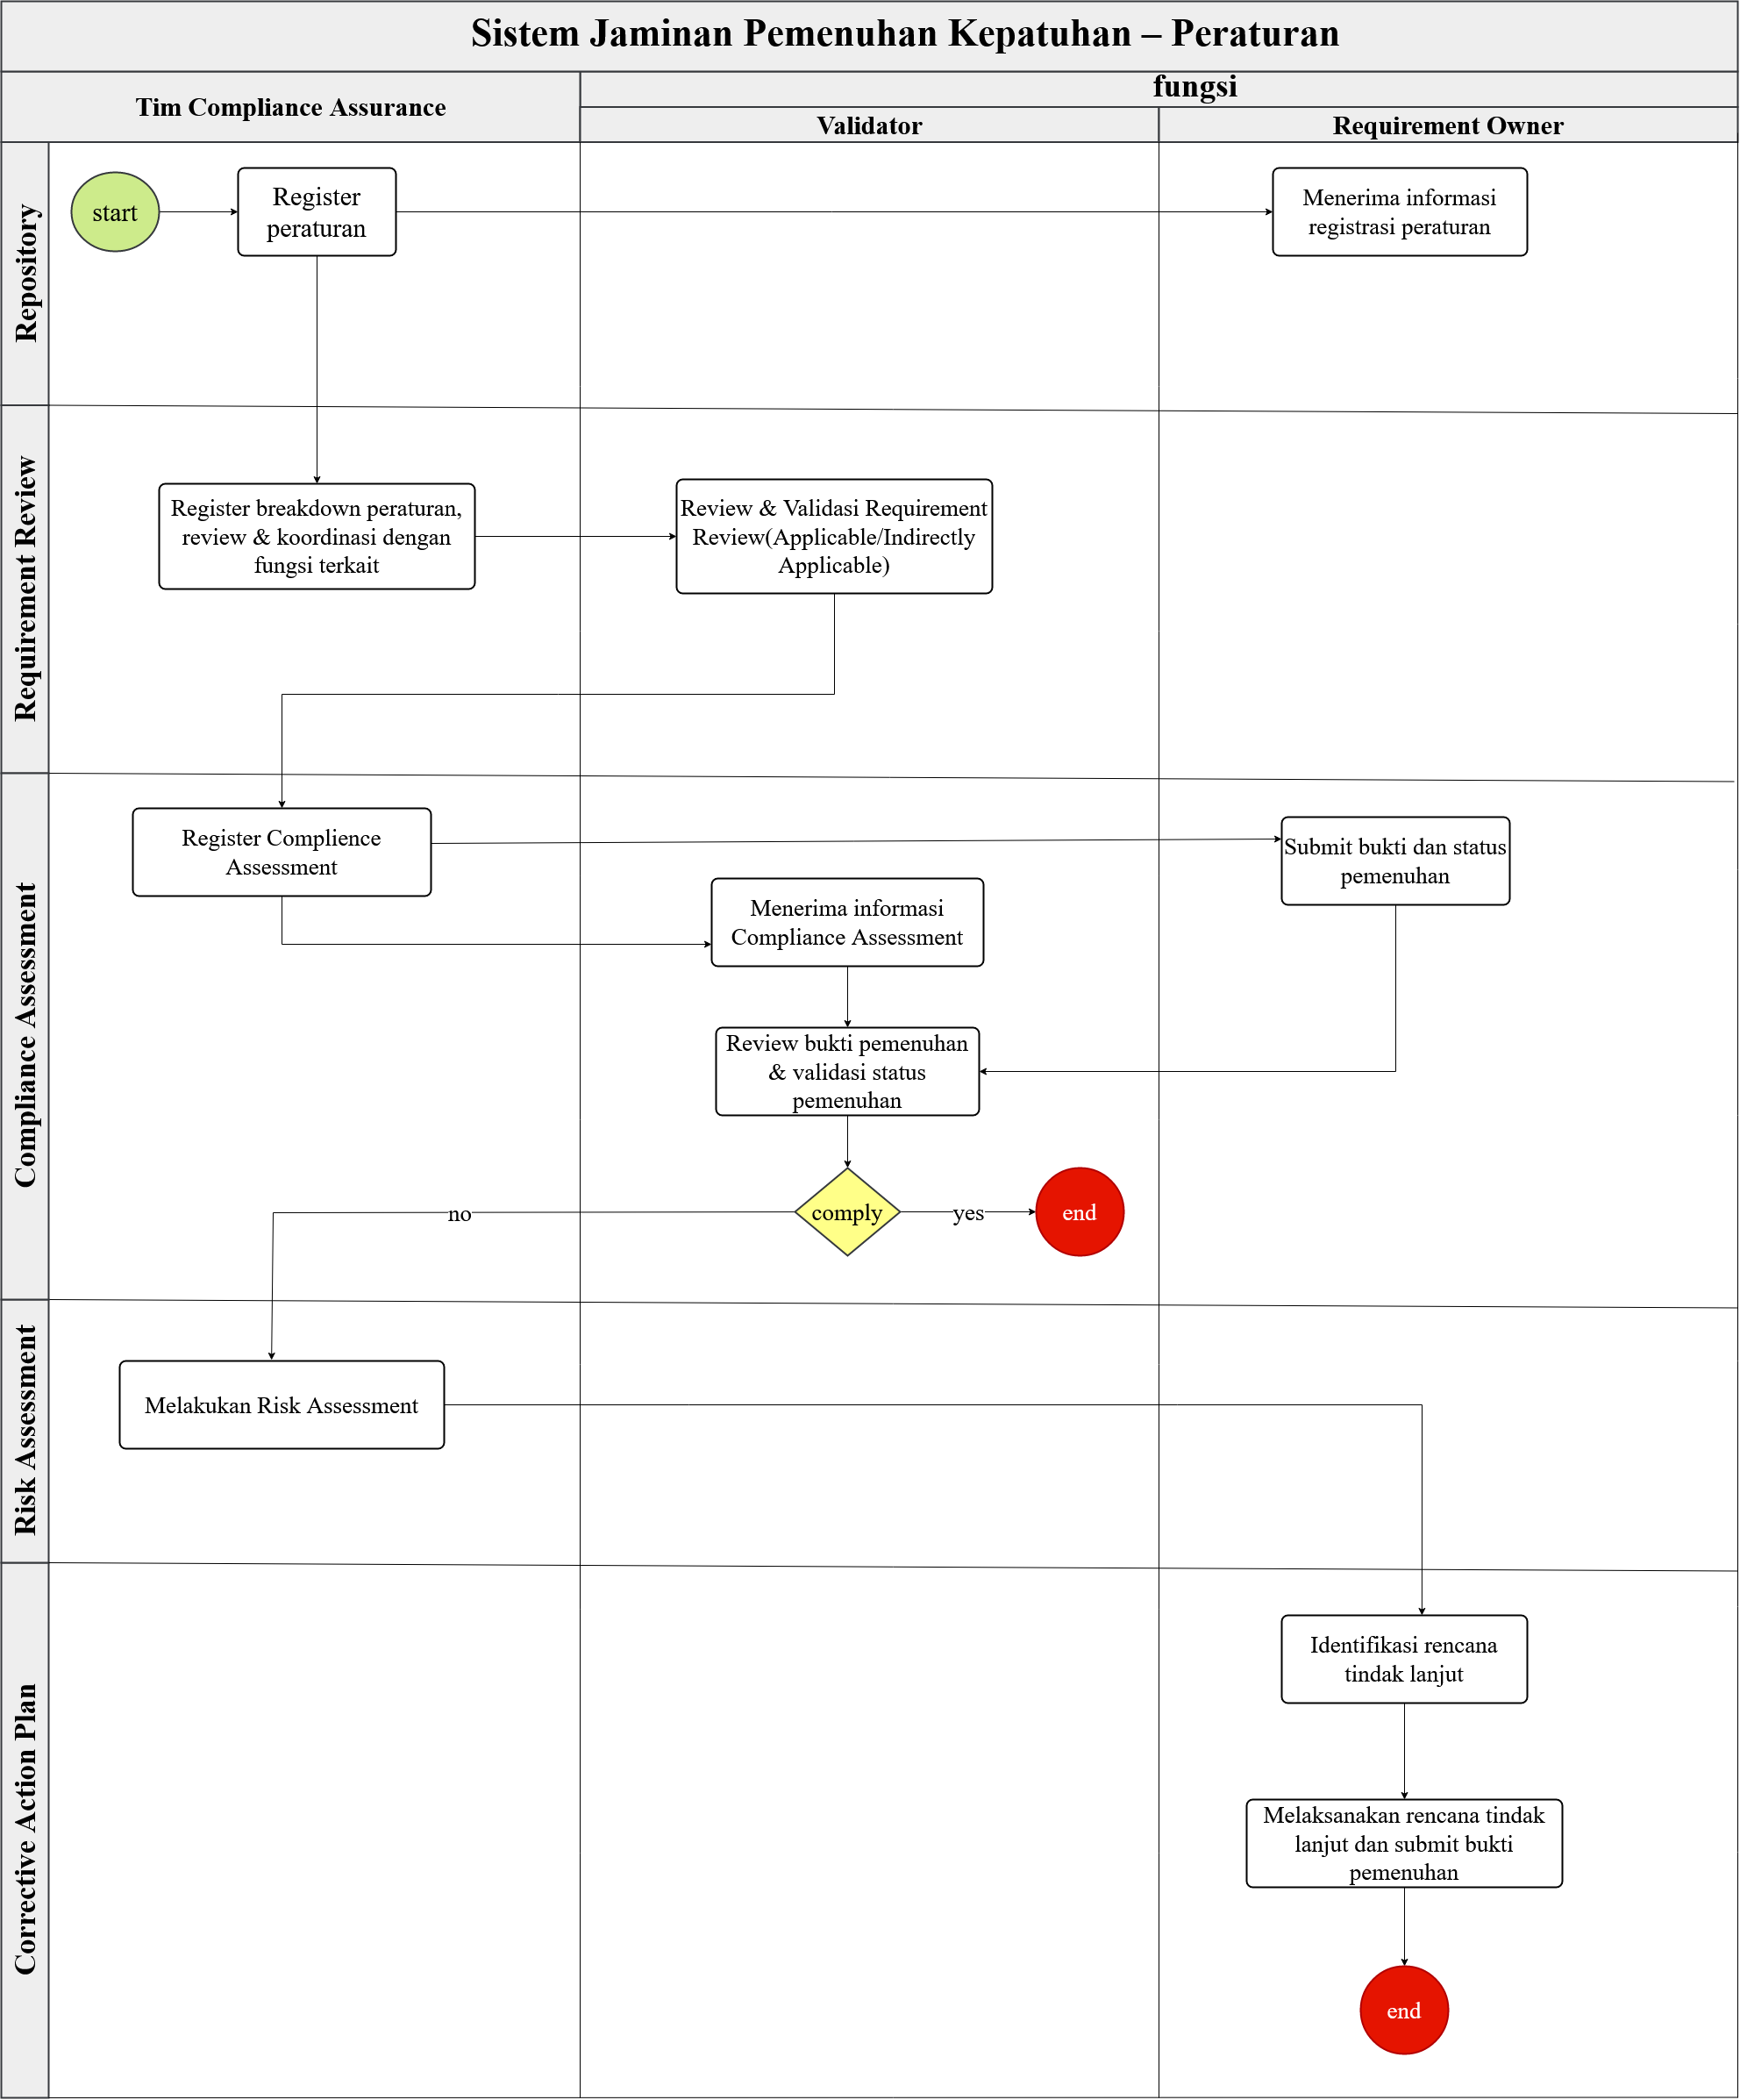 Sistem Jaminan Pemenuhan Kepatuhan – Peraturan
Tim Compliance Assurance
fungsi
Validator
Requirement Owner
Repository
start
Register
peraturan
Menerima informasi
registrasi peraturan
Requirement Review
Register breakdown peraturan,
review & koordinasi dengan
fungsi terkait
Review & Validasi Requirement
Review(Applicable/Indirectly
Applicable)
Compliance Assessment
Register Complience
Assessment
Submit bukti dan status
pemenuhan
Menerima informasi
Compliance Assessment
Review bukti pemenuhan
& validasi status
pemenuhan
no
comply
yes
end
Risk Assessment
Melakukan Risk Assessment
Corrective Action Plan
Identifikasi rencana
tindak lanjut
Melaksanakan rencana tindak
lanjut dan submit bukti
pemenuhan
end